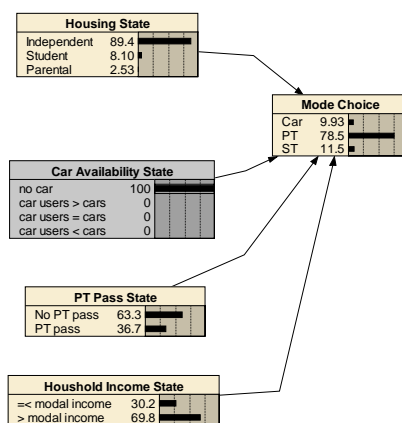 Housing State
Independent 89.4
Student 8.10
Parental 2.53
Mode Choice
Car 9.93
PT 78.5
ST 11.5
Car Availability State
no car 100
car users > cars 0
car users = cars 0
car users < cars 0
PT Pass State
No PT pass 63.3
PT pass 36.7
Houshold Income State
=< modal income 30.2
> modal income 69.8